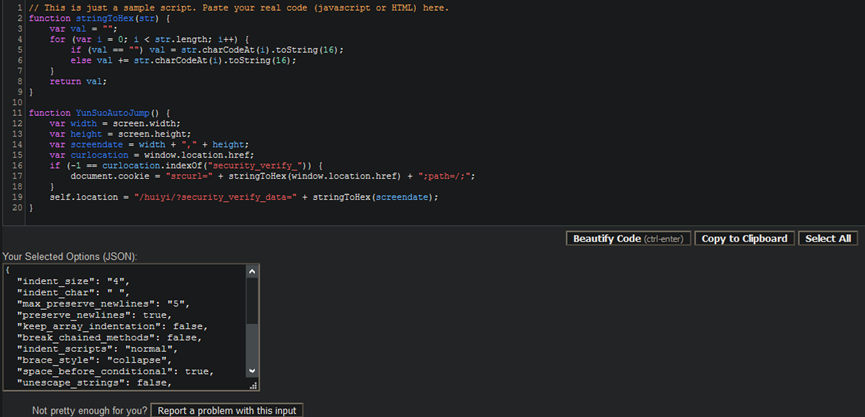 1 // This is just a sample script. Paste your real code (javascript or HTML) here.
2 function stringToHex(str) {
3     var val = "";
4     for (var i = 0; i < str.length; i++) {
5         if (val == "") val = str.charCodeAt(i).toString(16);
6         else val += str.charCodeAt(i).toString(16);
7     }
8     return val;
9 }
10
11 function YunSuoAutoJump() {
12     var width = screen.width;
13     var height = screen.height;
14     var screendate = width + "," + height;
15     var curlocation = window.location.href;
16     if (-1 == curlocation.indexOf("security_verify_")) {
17         document.cookie = "srcurl=" + stringToHex(window.location.href) + ";path=/;";
18     }
19     self.location = "/huiyi/?security_verify_data=" + stringToHex(screendate);
20 }
Beautify Code (ctrl-enter) Copy to Clipboard Select All
Your Selected Options (JSON):
{
  "indent_size": "4",
  "indent_char": " ",
  "max_preserve_newlines": "5",
  "preserve_newlines": true,
  "keep_array_indentation": false,
  "break_chained_methods": false,
  "indent_scripts": "normal",
  "brace_style": "collapse",
  "space_before_conditional": true,
  "unescape_strings": false,
Not pretty enough for you? Report a problem with this input